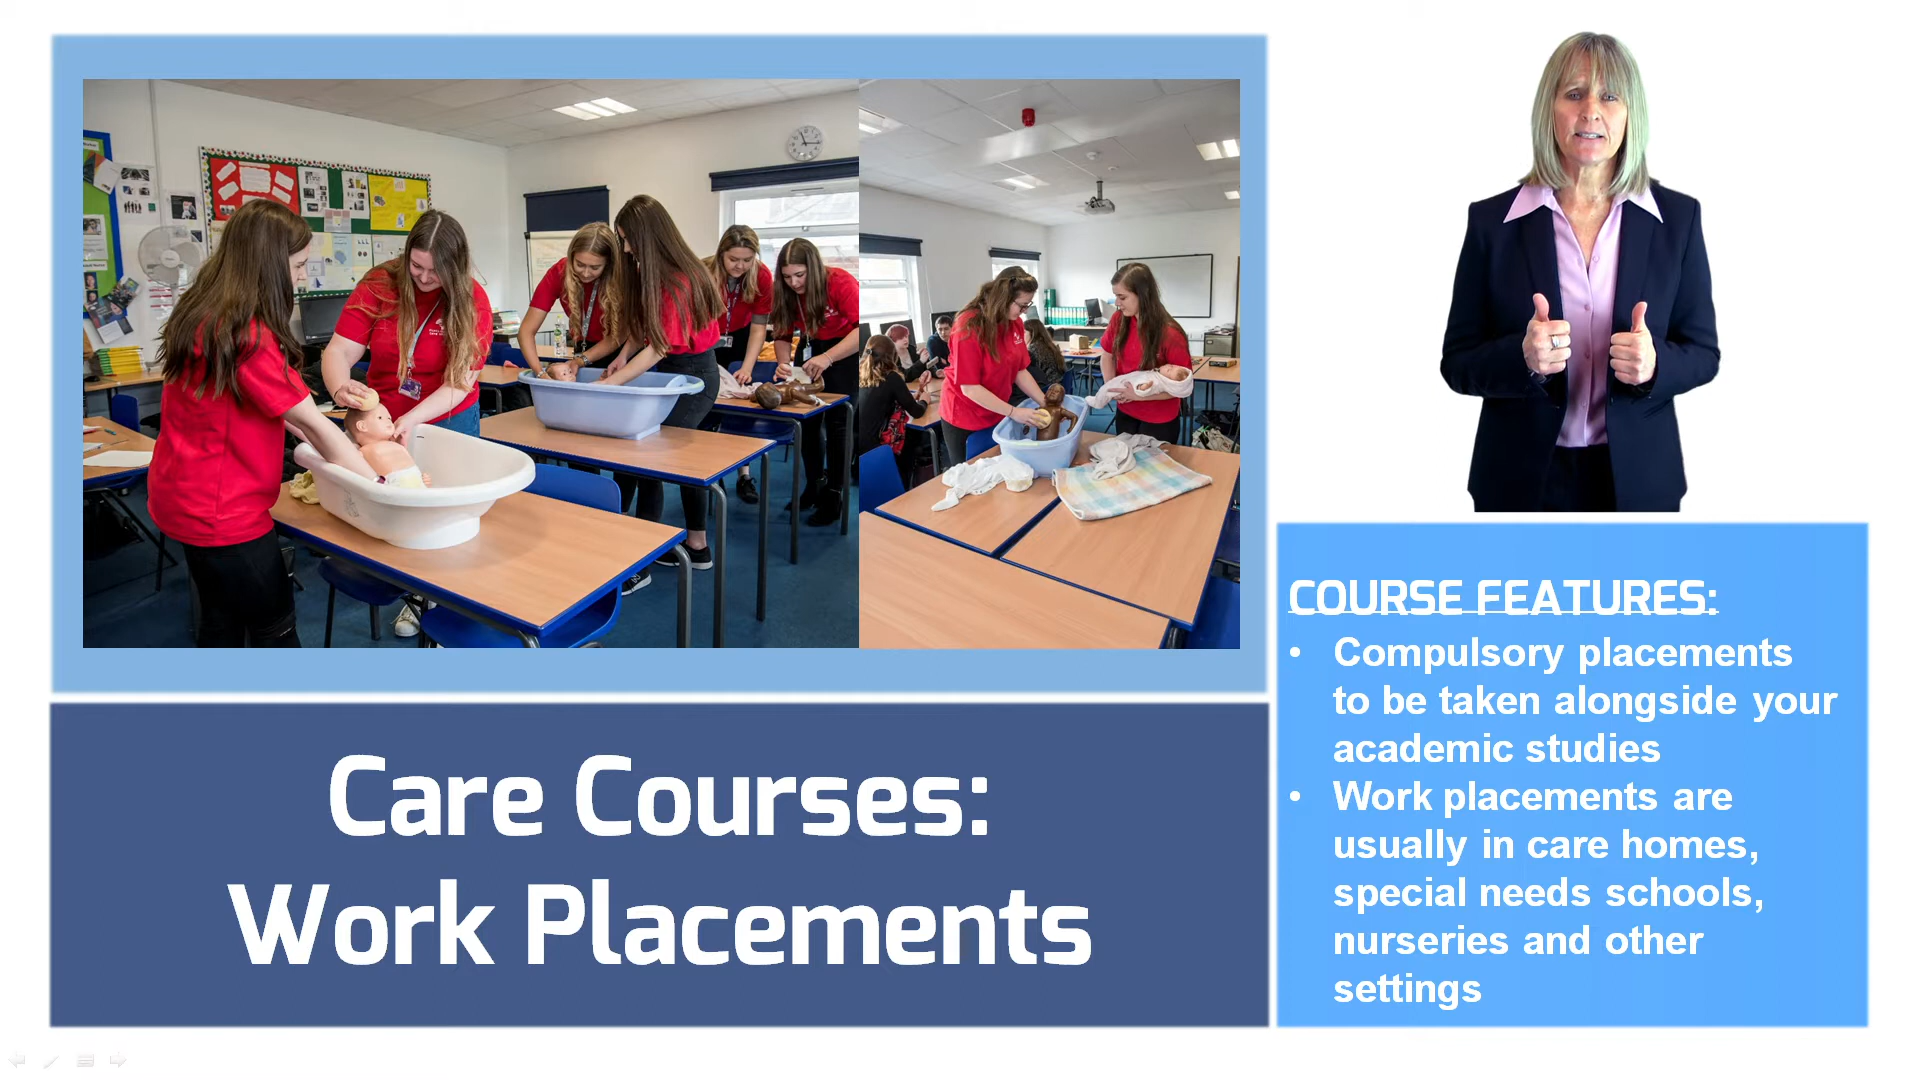 Care Courses:
Work Placements
COURSE FEATURES:
• Compulsory placements
to be taken alongside your
academic studies
• Work placements are
usually in care homes,
special needs schools,
nurseries and other
settings